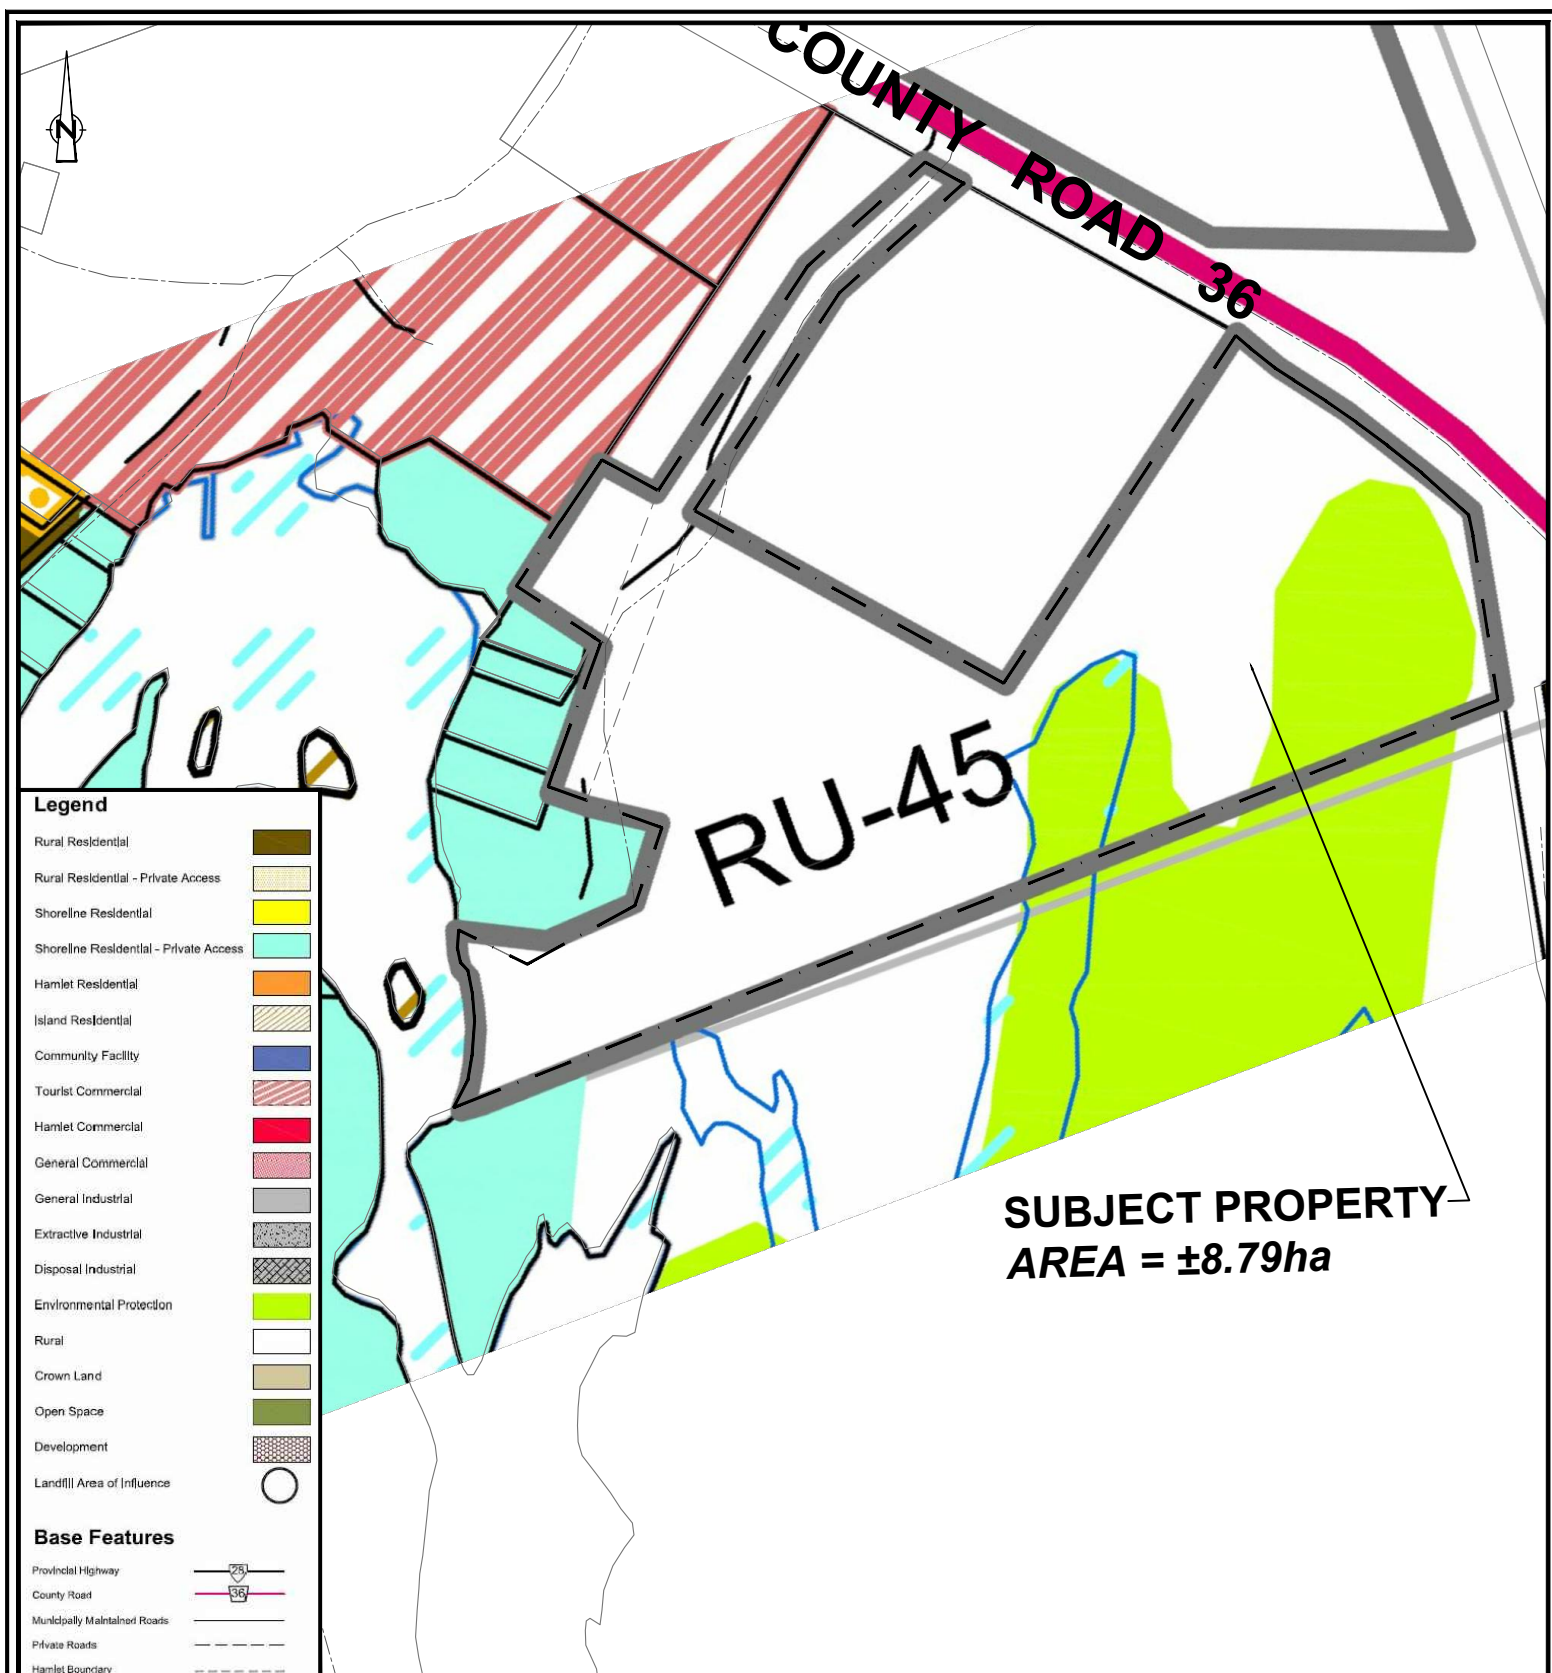 N
COUNTY ROAD 36
RU-45
SUBJECT PROPERTY
AREA = ±8.79ha
Legend
Rural Residential
Rural Residential - Private Access
Shoreline Residential
Shoreline Residential - Private Access
Hamlet Residential
Island Residential
Community Facility
Tourist Commercial
Hamlet Commercial
General Commercial
General Industrial
Extractive Industrial
Disposal Industrial
Environmental Protection
Rural
Crown Land
Open Space
Development
Landfill Area of Influence
Base Features
Provincial Highway 28
County Road 36
Municipally Maintained Roads
Private Roads
Hamlet Boundary